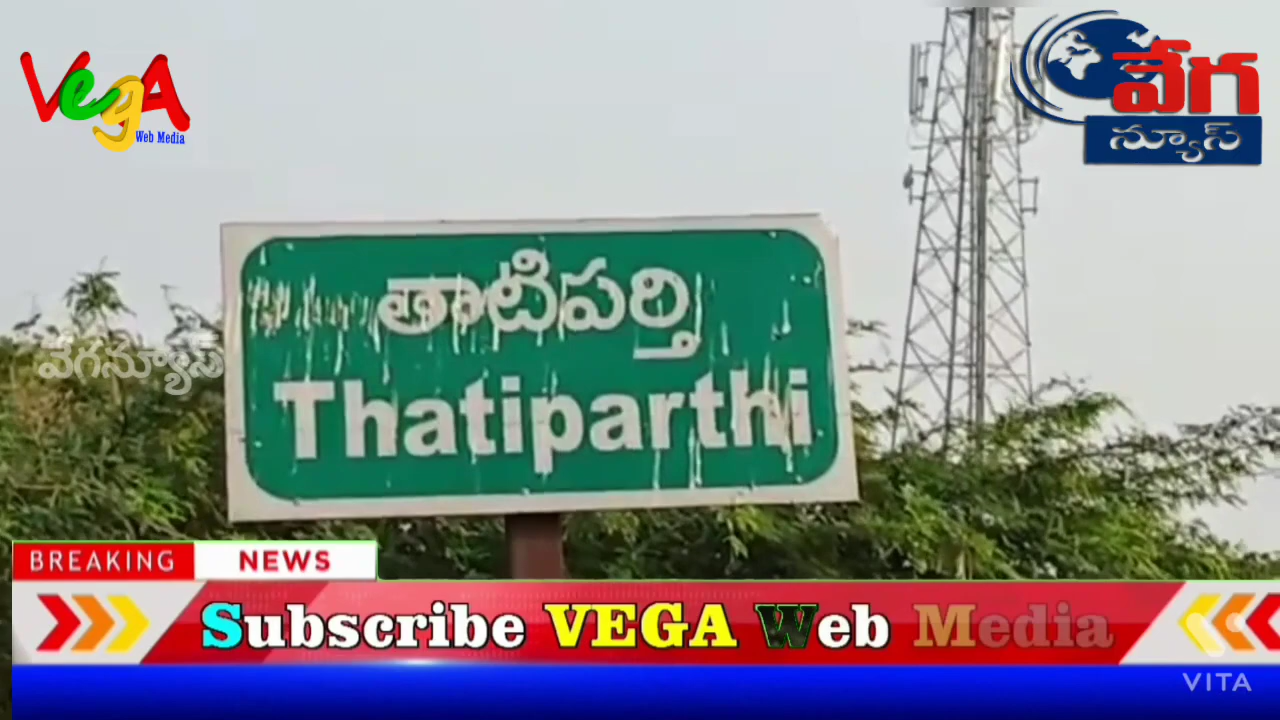 VegA
Web Media
వేగ
న్యూస్
తాటిపర్తి
Thatiparthi
వేగన్యూస్
BREAKING NEWS
Subscribe VEGA Web Media
VITA